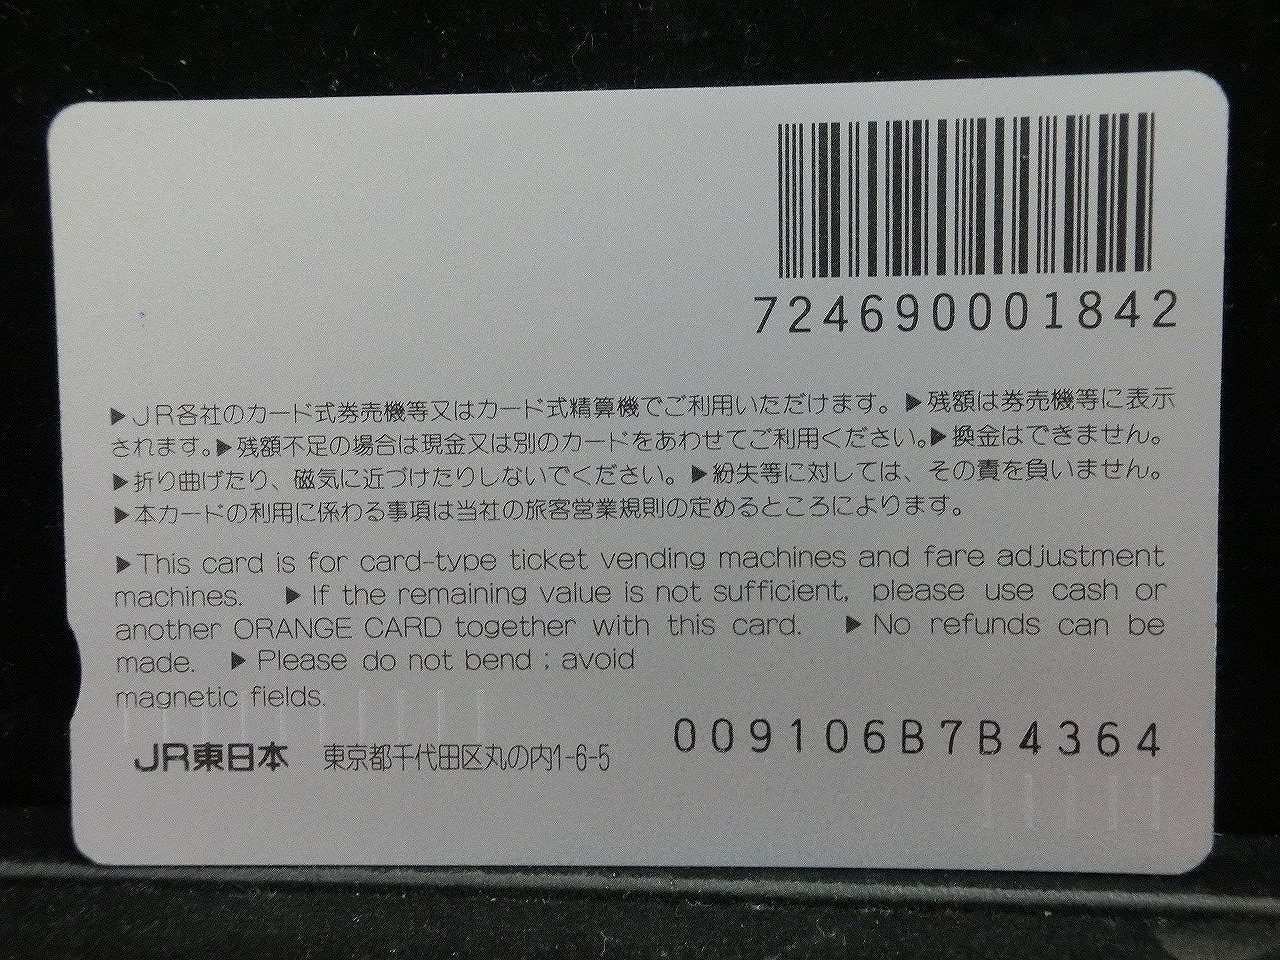 724690001842
▶JR各社のカード式券売機等又はカード式精算機でご利用いただけます。▶残額は券売機等に表示
されます。▶残額不足の場合は現金又は別のカードをあわせてご利用ください。▶換金はできません。
▶折り曲げたり、磁気に近づけたりしないでください。▶紛失等に対しては、その責を負いません。
▶本カードの利用に係わる事項は当社の旅客営業規則の定めるところによります。
▶This card is for card-type ticket vending machines and fare adjustment
machines. ▶If the remaining value is not sufficient, please use cash or
another ORANGE CARD together with this card. ▶No refunds can be
made. ▶Please do not bend ; avoid
magnetic fields.
009106B7B4364
JR東日本 東京都千代田区丸の内1-6-5